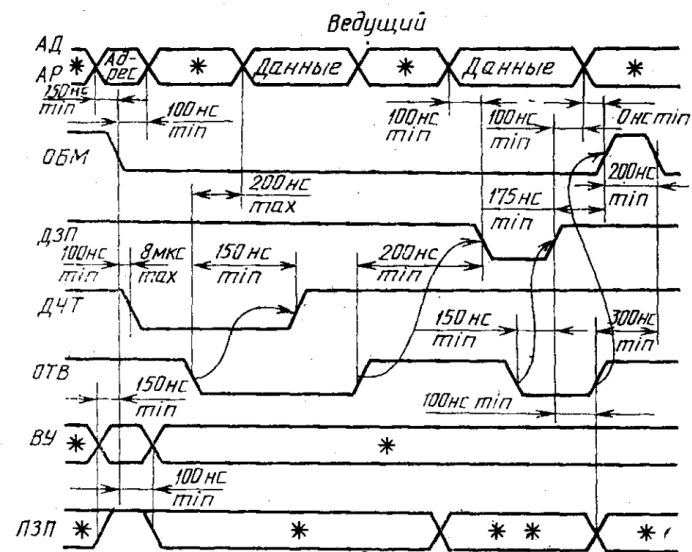 Ведущий
АД
АР
*
Ад-
рес
*
Данные
*
Данные
*
150нс
min
100нс
min
100нс
min
100нс
min
0нс min
ОБМ
200нс
max
175нс
min
200нс
min
ДЗП
100нс
min
8мкс
max
150нс
min
200нс
min
ДЧТ
150нс
min
300нс
min
ОТВ
150нс
min
100нс min
ВУ
*
*
100нс
min
ПЗП
*
*
* *
*